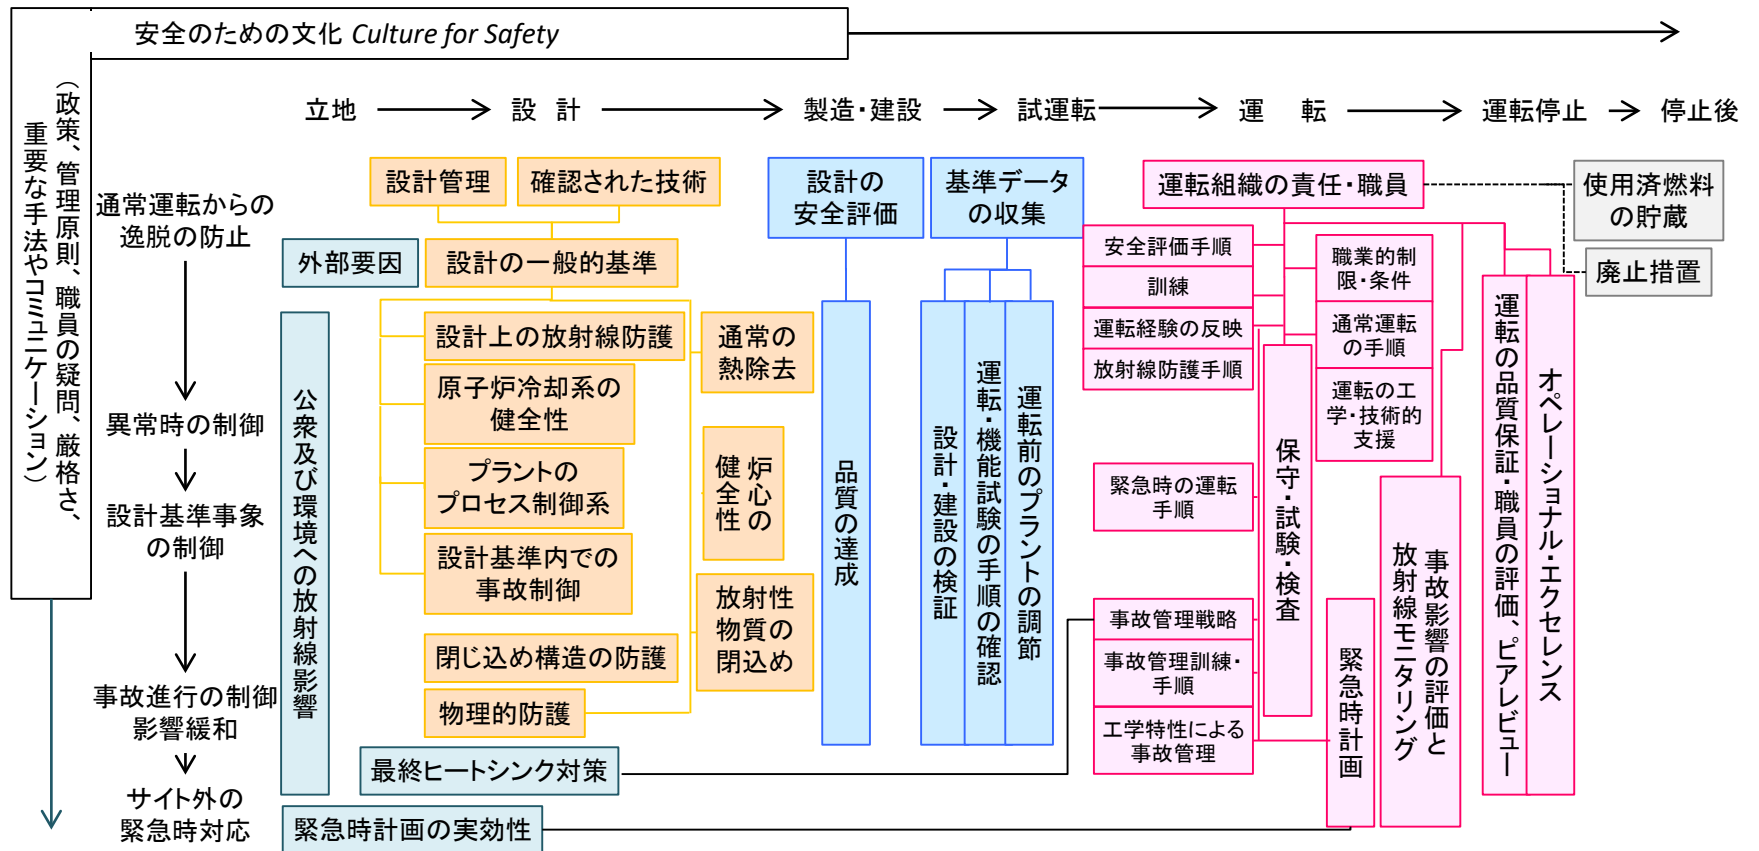 安全のための文化 Culture for Safety
（政策、管理原則、職員の疑問、厳格さ、
重要な手法やコミュニケーション）
立地
設 計
製造・建設
試運転
運 転
運転停止
停止後
通常運転からの
逸脱の防止
異常時の制御
設計基準事象
の制御
事故進行の制御
影響緩和
サイト外の
緊急時対応
外部要因
公衆及び環境への放射線影響
最終ヒートシンク対策
緊急時計画の実効性
設計管理
確認された技術
設計の一般的基準
設計上の放射線防護
原子炉冷却系の
健全性
プラントの
プロセス制御系
設計基準内での
事故制御
閉じ込め構造の防護
物理的防護
通常の
熱除去
炉心の
健全性
放射性
物質の
閉込め
設計の
安全評価
品質の達成
基準データ
の収集
設計・建設の検証
運転・機能試験の手順の確認
運転前のプラントの調節
運転組織の責任・職員
安全評価手順
訓練
運転経験の反映
放射線防護手順
緊急時の運転
手順
事故管理戦略
事故管理訓練・
手順
工学特性による
事故管理
保守・試験・検査
職業的制
限・条件
通常運転
の手順
運転の工
学・技術的
支援
緊急時計画
事故影響の評価と
放射線モニタリング
運転の品質保証・職員の評価、ピアレビュー
オペレーショナル・エクセレンス
使用済燃料
の貯蔵
廃止措置